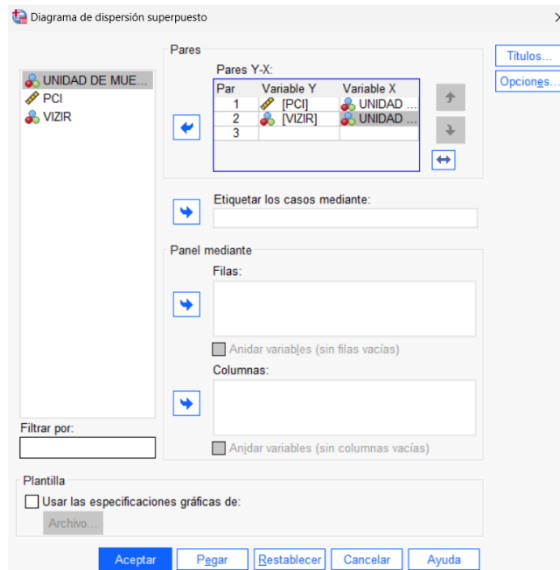 Diagrama de dispersión superpuesto
Pares
Títulos...
Opciones...
Pares Y-X:
UNIDAD DE MUE...
PCI
VIZIR
Par Variable Y Variable X
1 [PCI] UNIDAD ...
2 [VIZIR] UNIDAD ...
3
Etiquetar los casos mediante:
Panel mediante
Filas:
Anidar variables (sin filas vacías)
Columnas:
Anidar variables (sin columnas vacías)
Filtrar por:
Plantilla
Usar las especificaciones gráficas de:
Archivo...
Aceptar Pegar Restablecer Cancelar Ayuda